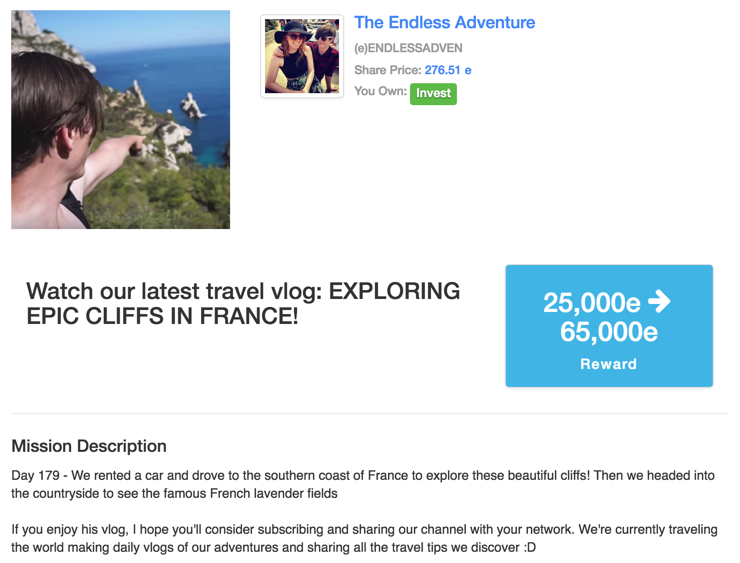 The Endless Adventure
(e)ENDLESSADVEN
Share Price: 276.51 e
You Own: Invest
Watch our latest travel vlog: EXPLORING
EPIC CLIFFS IN FRANCE!
25,000e →
65,000e
Reward
Mission Description
Day 179 - We rented a car and drove to the southern coast of France to explore these beautiful cliffs! Then we headed into
the countryside to see the famous French lavender fields
If you enjoy his vlog, I hope you'll consider subscribing and sharing our channel with your network. We're currently traveling
the world making daily vlogs of our adventures and sharing all the travel tips we discover :D